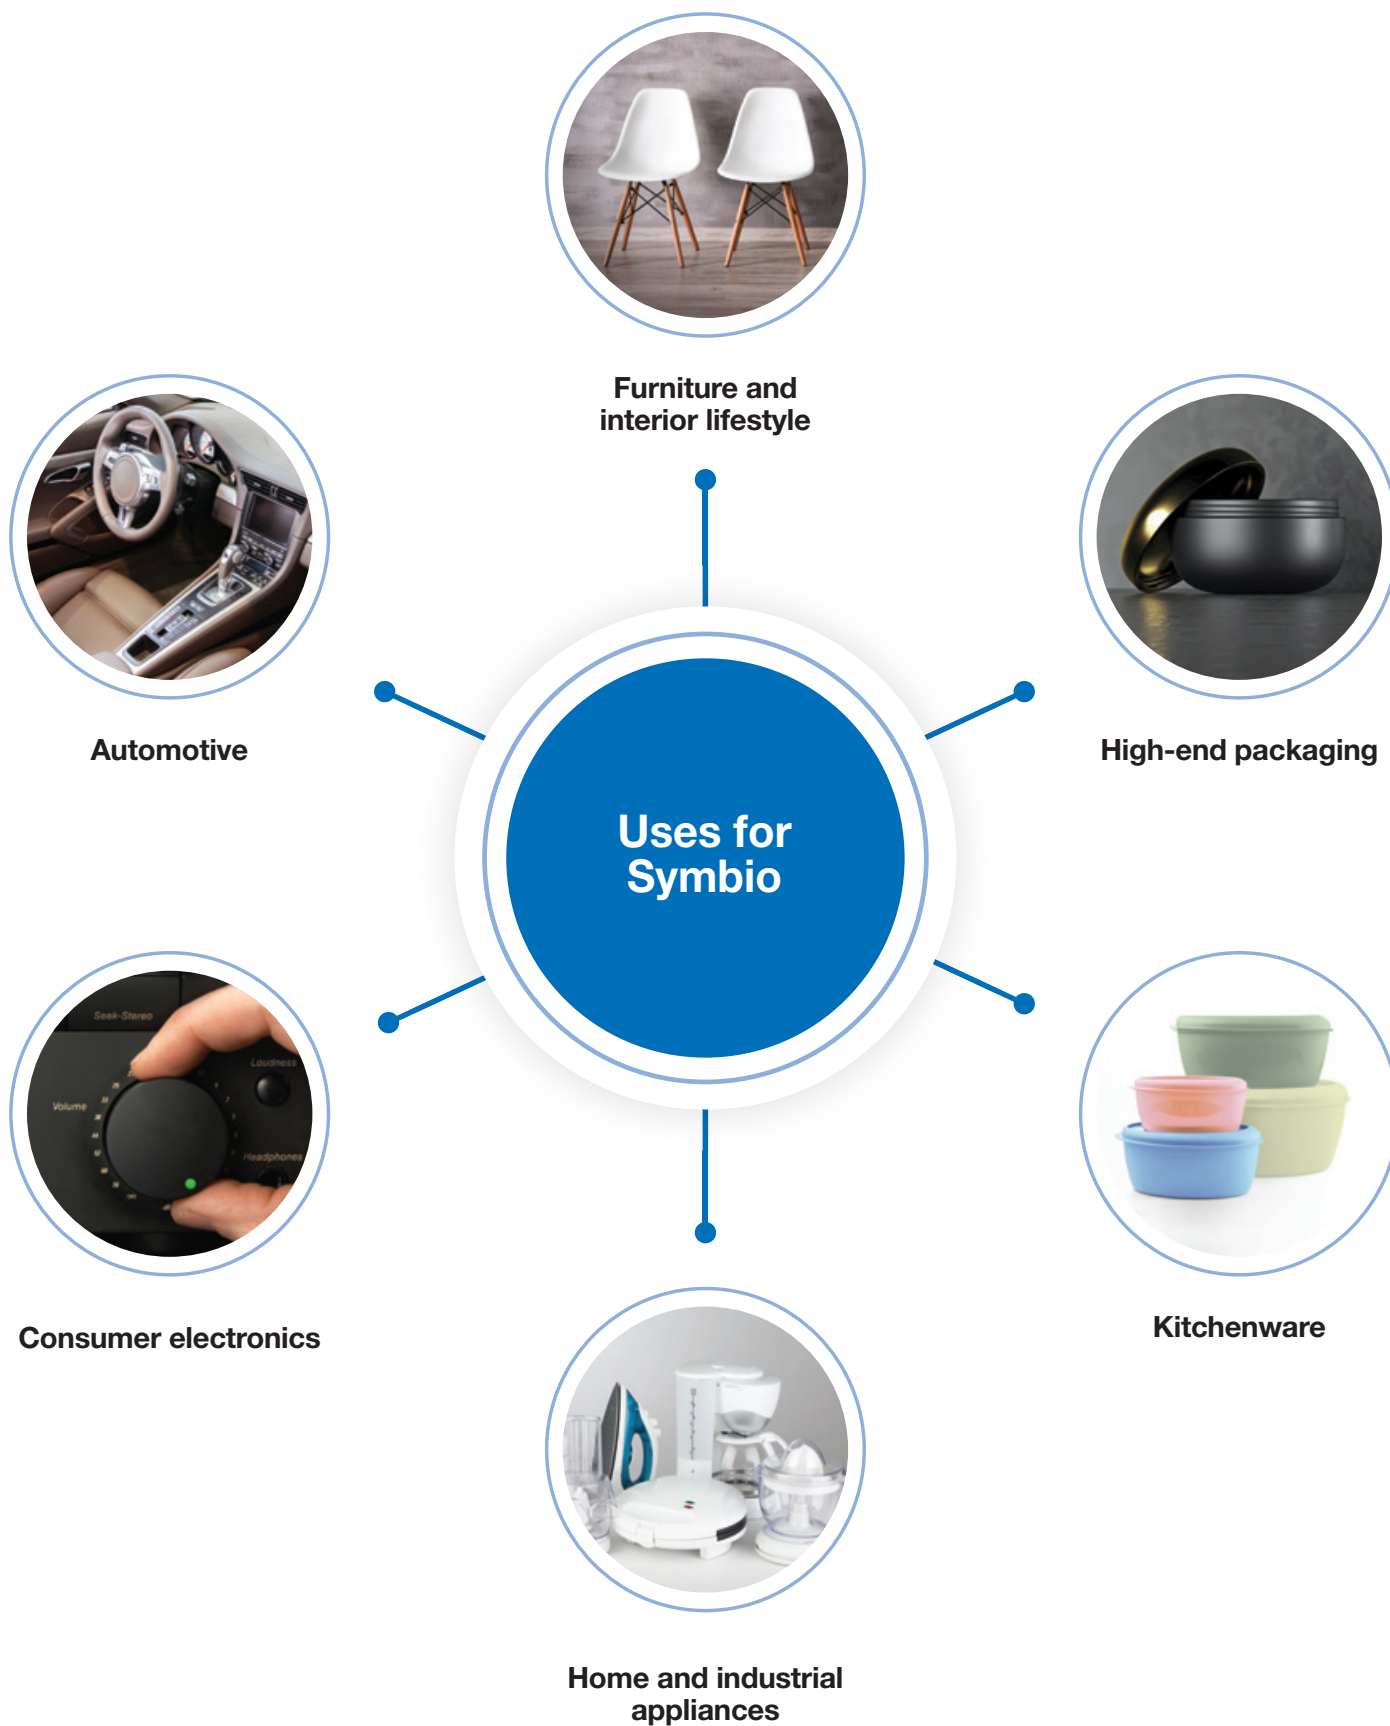 Furniture and
interior lifestyle
Automotive
High-end packaging
Uses for
Symbio
Seek-Stereo
Loudness
Volume
Headphones
Consumer electronics
Kitchenware
Home and industrial
appliances